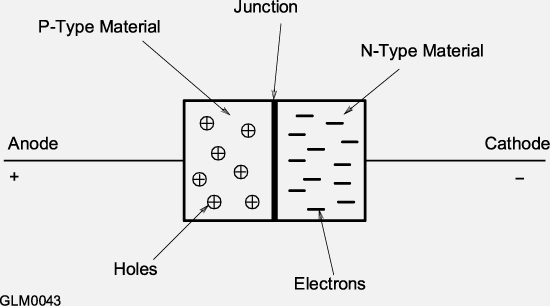 Junction
P-Type Material
N-Type Material
Anode
Cathode
+
–
Holes
Electrons
GLM0043